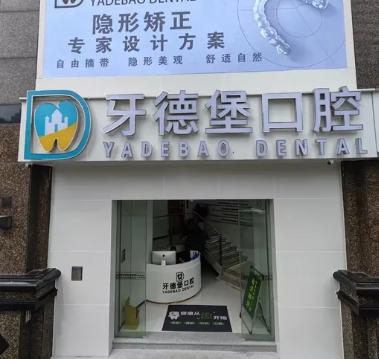 YADEBAO DENTAL
隐形矫正
专家设计方案
自由摘带 隐形美观 舒适自然
牙德堡口腔
YADEBAO. DENTAL
牙德堡口腔
YADEBAO DENTAL